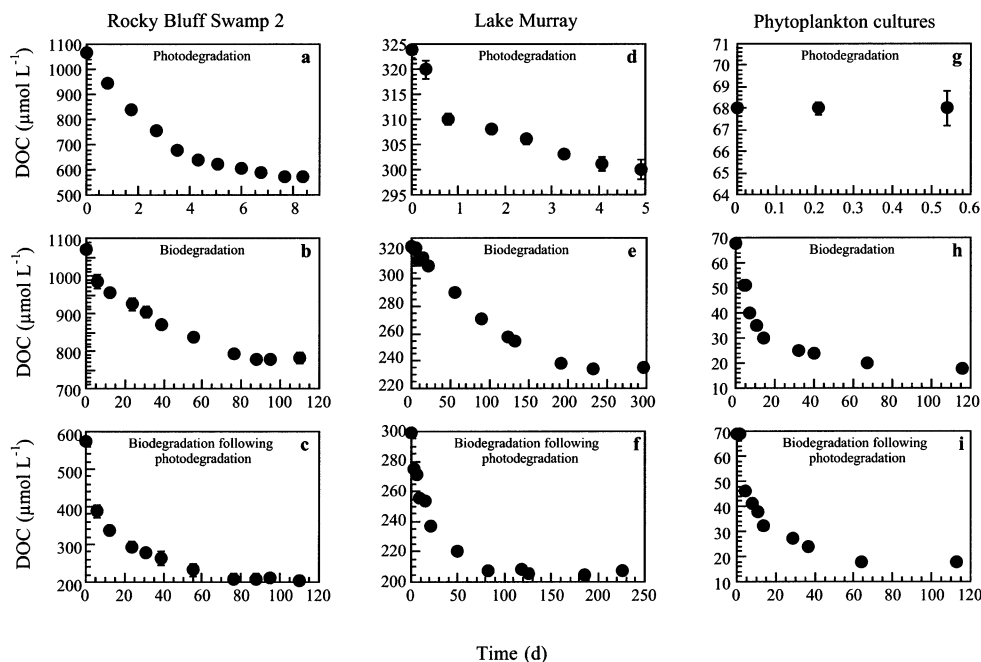 Rocky Bluff Swamp 2
Lake Murray
Phytoplankton cultures
DOC (µmol L⁻¹)
1100
1000
900
800
700
600
500
Photodegradation
a
0 2 4 6 8
325
320
315
310
305
300
295
Photodegradation
d
0 1 2 3 4 5
71
70
69
68
67
66
65
64
Photodegradation
g
0 0.1 0.2 0.3 0.4 0.5 0.6
DOC (µmol L⁻¹)
1100
1000
900
800
700
Biodegradation
b
0 20 40 60 80 100 120
320
300
280
260
240
220
Biodegradation
e
0 50 100 150 200 250 300
70
60
50
40
30
20
10
Biodegradation
h
0 20 40 60 80 100 120
DOC (µmol L⁻¹)
600
500
400
300
200
Biodegradation following
photodegradation
c
0 20 40 60 80 100 120
300
280
260
240
220
200
Biodegradation following
photodegradation
f
0 50 100 150 200 250
70
60
50
40
30
20
10
Biodegradation following
photodegradation
i
0 20 40 60 80 100 120
Time (d)